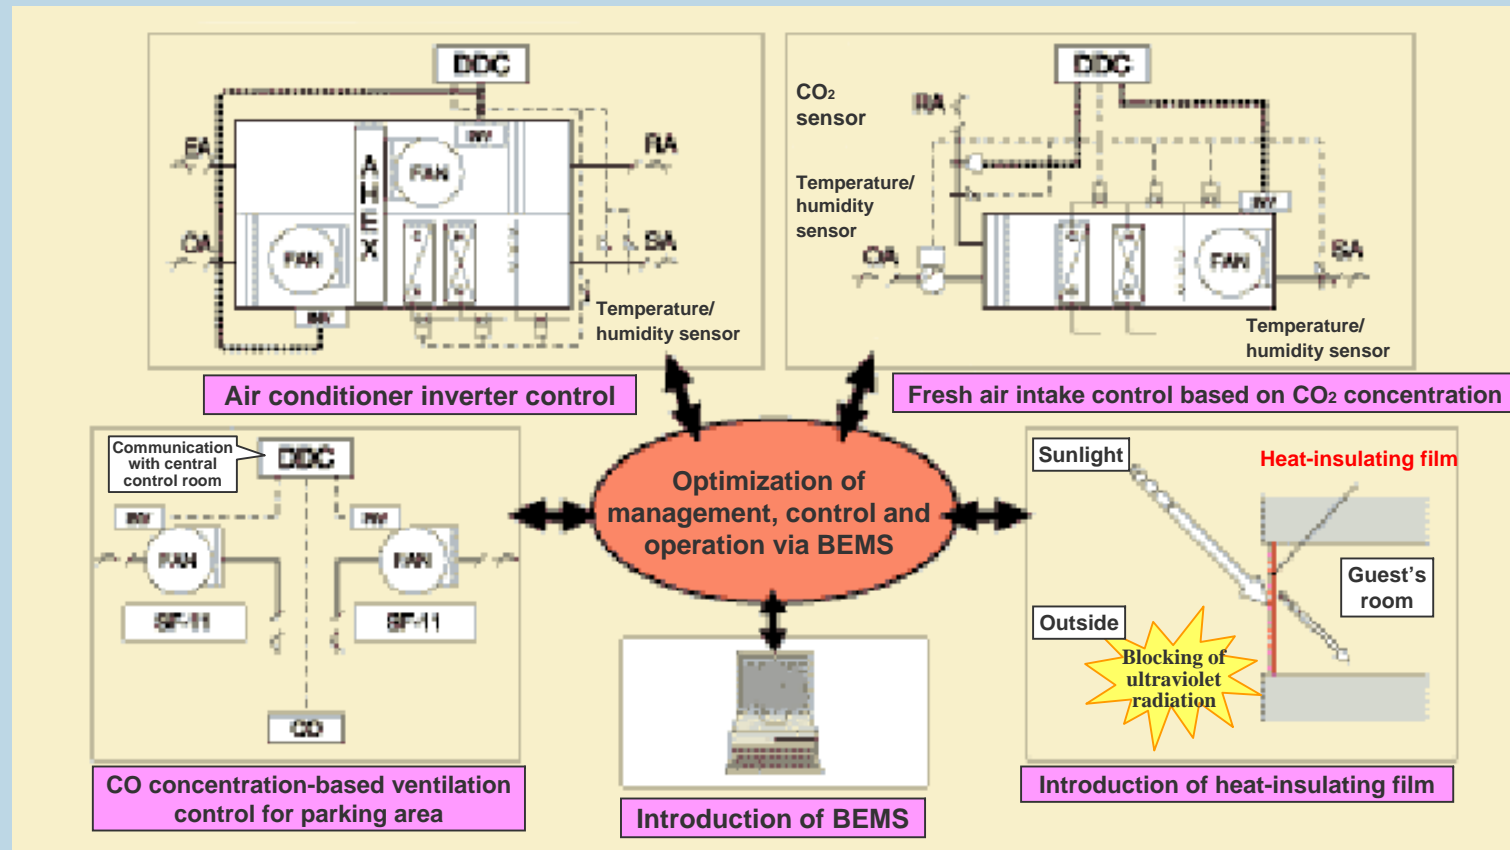 DDC
INV
EA
RA
AHEX
FAN
OA
FAN
SA
INV
Temperature/
humidity sensor
Air conditioner inverter control
DDC
CO₂
sensor
RA
Temperature/
humidity
sensor
INV
OA
FAN
SA
Temperature/
humidity sensor
Fresh air intake control based on CO₂ concentration
Communication
with central
control room
DDC
INV
INV
FAN
FAN
SF-11
SF-11
CO
CO concentration-based ventilation
control for parking area
Optimization of
management, control and
operation via BEMS
Introduction of BEMS
Sunlight
Heat-insulating film
Guest's
room
Outside
Blocking of
ultraviolet
radiation
Introduction of heat-insulating film